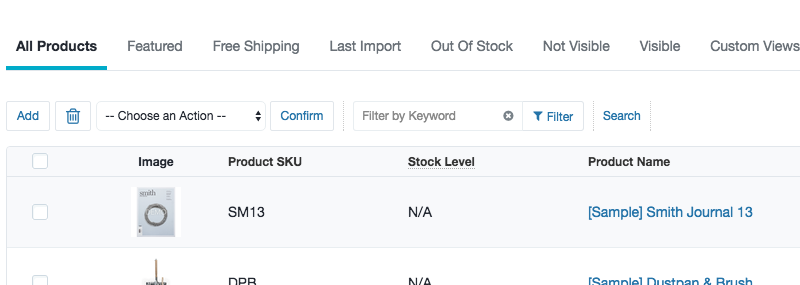 All Products Featured Free Shipping Last Import Out Of Stock Not Visible Visible Custom Views
Add -- Choose an Action -- Confirm Filter by Keyword Filter Search
Image Product SKU Stock Level Product Name
smith
SM13 N/A [Sample] Smith Journal 13
DPB N/A [Sample] Dustpan & Brush